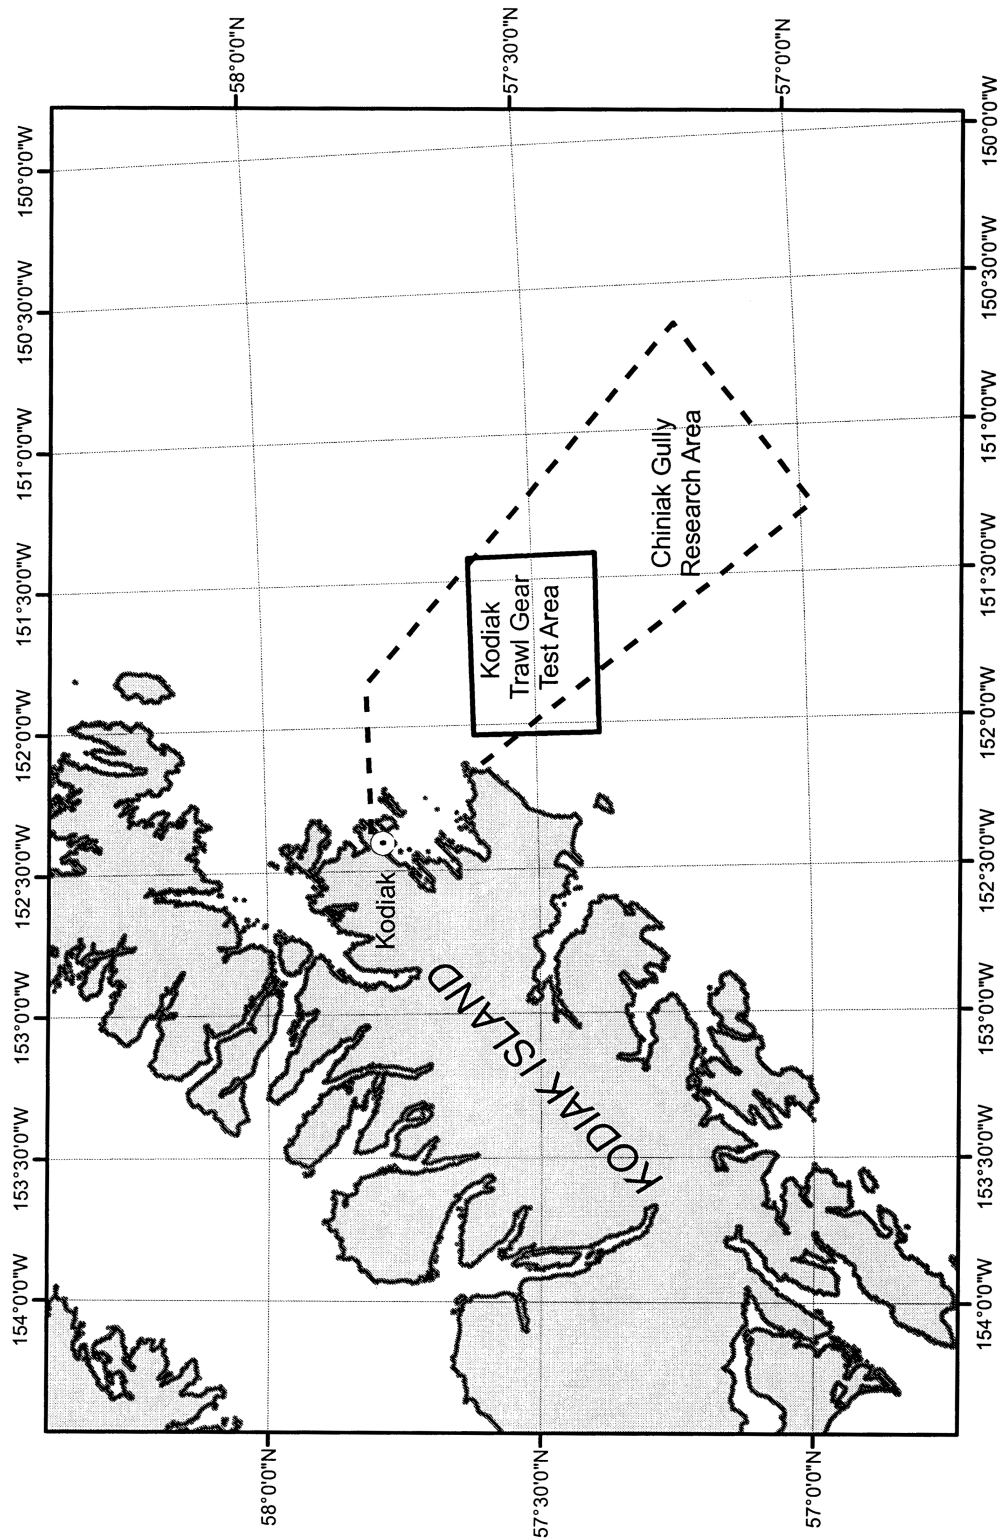 154°0'0"W
153°30'0"W
153°0'0"W
152°30'0"W
152°0'0"W
151°30'0"W
151°0'0"W
150°30'0"W
150°0'0"W
58°0'0"N
58°0'0"N
Kodiak
KODIAK ISLAND
Kodiak
Trawl Gear
Test Area
57°30'0"N
57°30'0"N
Chiniak Gully
Research Area
57°0'0"N
57°0'0"N
154°0'0"W
153°30'0"W
153°0'0"W
152°30'0"W
152°0'0"W
151°30'0"W
151°0'0"W
150°30'0"W
150°0'0"W